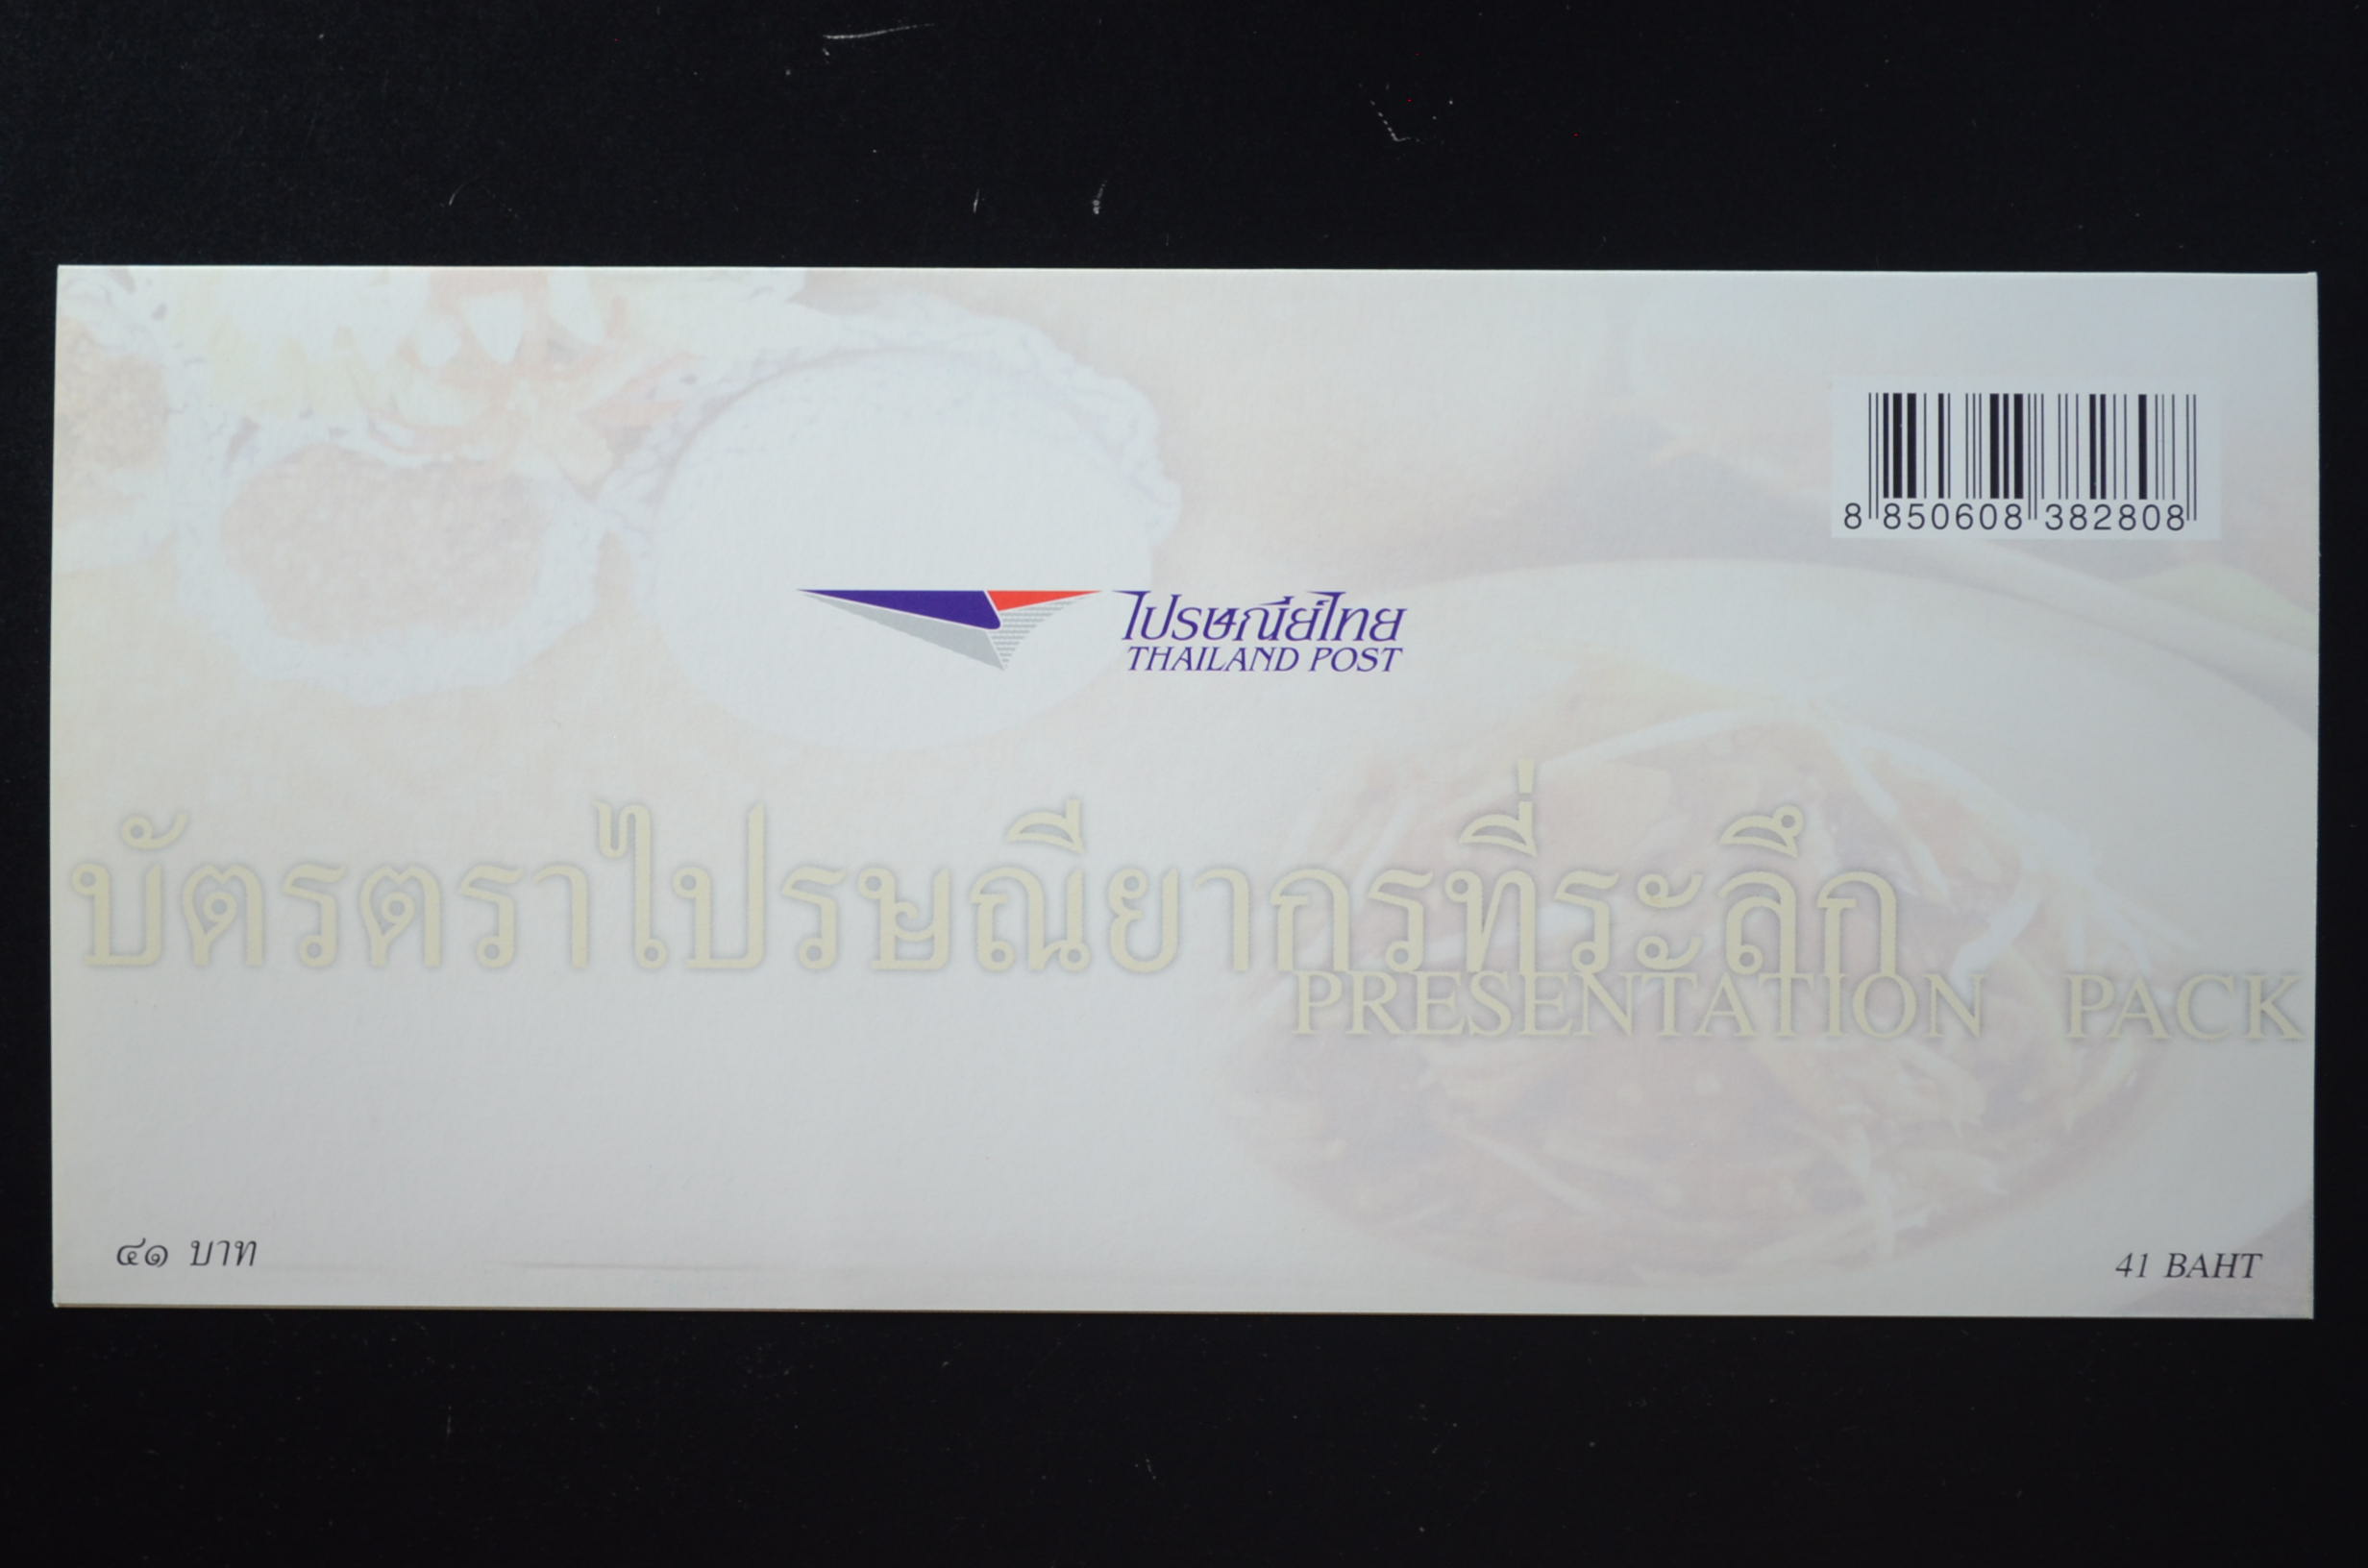 8 850608 382808
ไปรษณีย์ไทย
THAILAND POST
บัตรตราไปรษณียากรที่ระลึก
PRESENTATION PACK
๔๑ บาท
41 BAHT